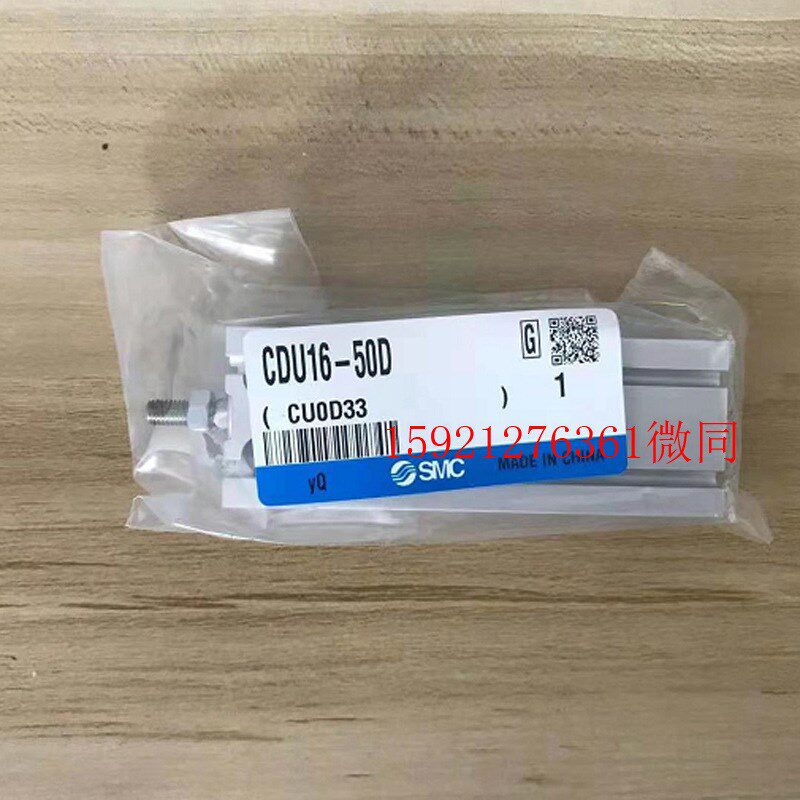 CDU16-50D
G
( CU0D33 ) 1
15921276361微同
yQ SMC MADE IN CHINA